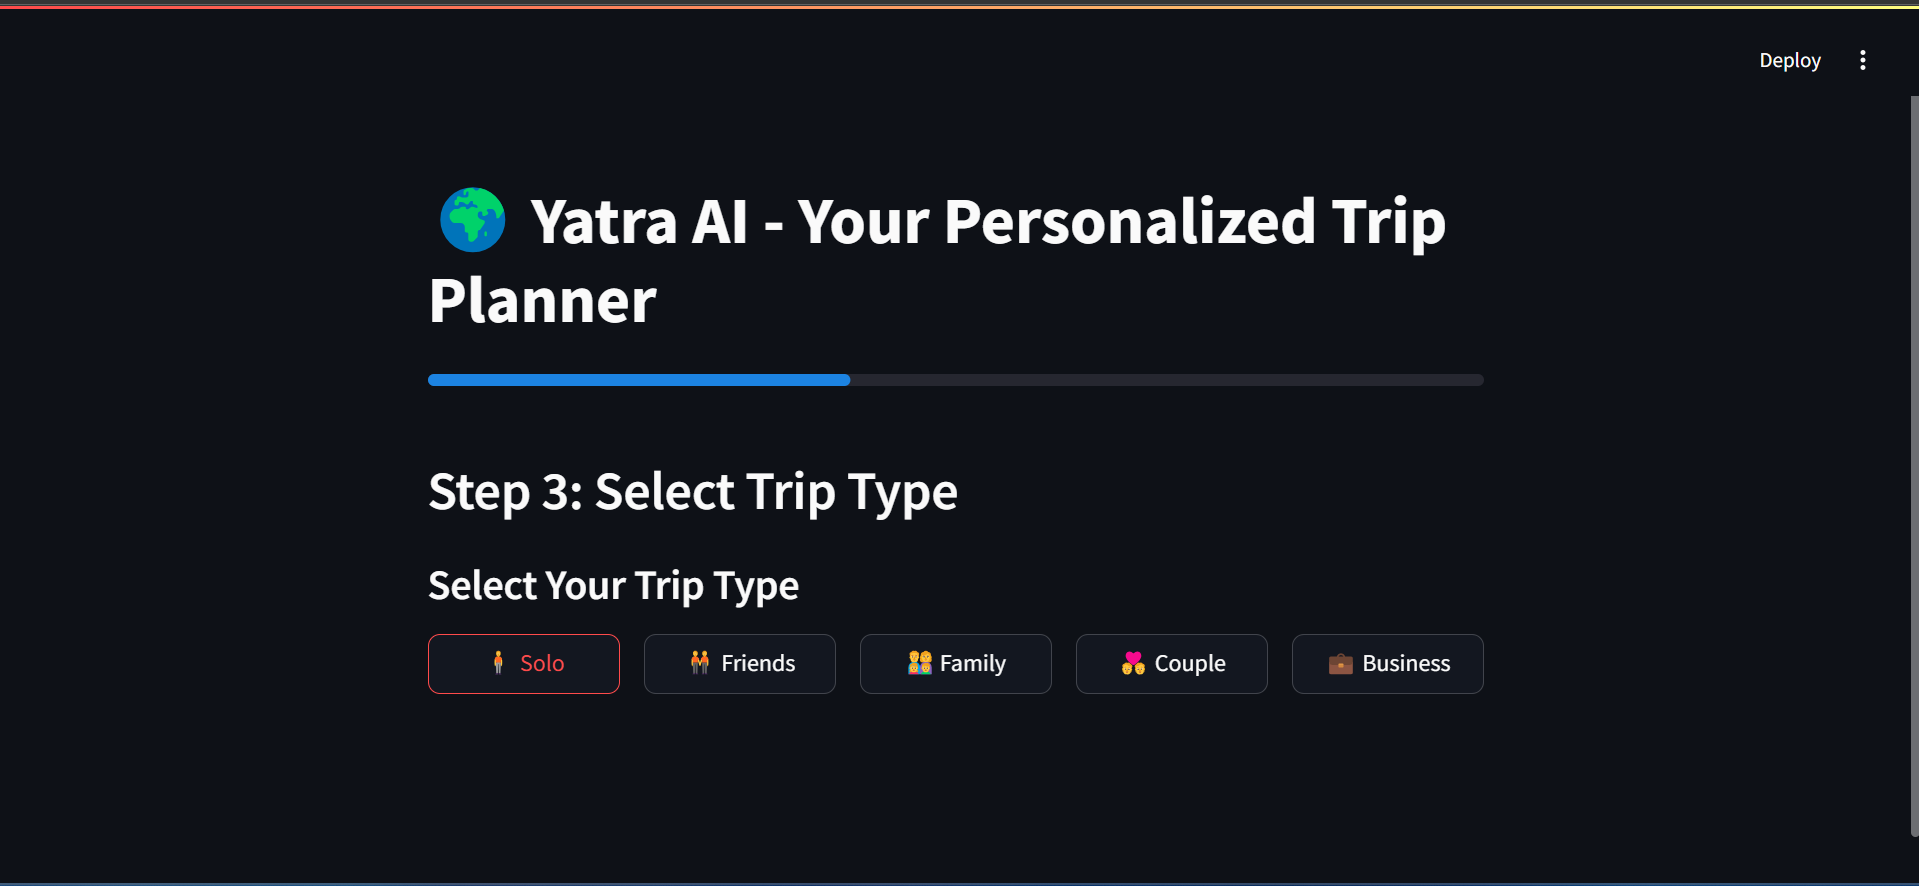 Deploy
🌍 Yatra AI - Your Personalized Trip
Planner
Step 3: Select Trip Type
Select Your Trip Type
🧍 Solo
🧑‍🤝‍🧑 Friends
👨‍👩‍👧‍👦 Family
💑 Couple
💼 Business